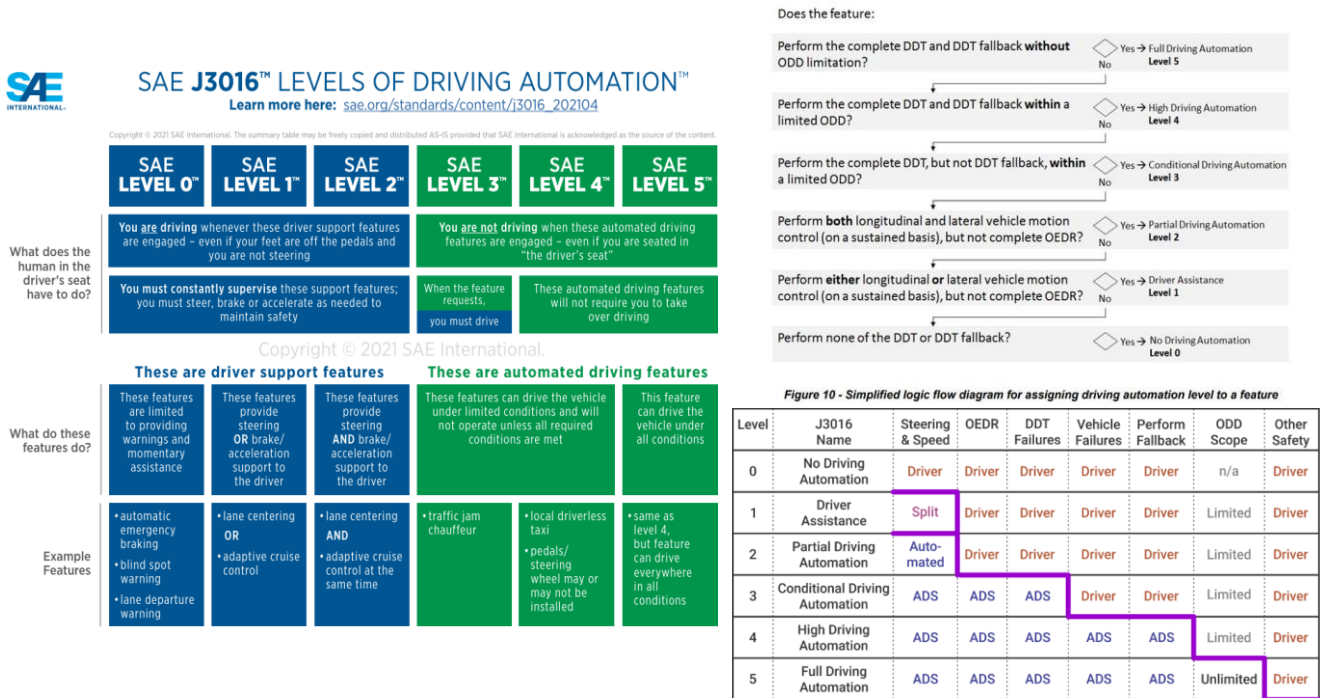 SAE
INTERNATIONAL.
SAE J3016™ LEVELS OF DRIVING AUTOMATION™
Learn more here: sae.org/standards/content/j3016_202104
Copyright © 2021 SAE International. The summary table may be freely copied and distributed AS-IS provided that SAE International is acknowledged as the source of the content.
SAE
LEVEL 0™
SAE
LEVEL 1™
SAE
LEVEL 2™
SAE
LEVEL 3™
SAE
LEVEL 4™
SAE
LEVEL 5™
What does the
human in the
driver's seat
have to do?
You are driving whenever these driver support features
are engaged – even if your feet are off the pedals and
you are not steering
You are not driving when these automated driving
features are engaged – even if you are seated in
“the driver's seat”
You must constantly supervise these support features;
you must steer, brake or accelerate as needed to
maintain safety
When the feature
requests,
you must drive
These automated driving features
will not require you to take
over driving
Copyright © 2021 SAE International.
These are driver support features
These are automated driving features
What do these
features do?
These features
are limited
to providing
warnings and
momentary
assistance
These features
provide
steering
OR brake/
acceleration
support to
the driver
These features
provide
steering
AND brake/
acceleration
support to
the driver
These features can drive the vehicle
under limited conditions and will
not operate unless all required
conditions are met
This feature
can drive the
vehicle under
all conditions
Example
Features
• automatic
emergency
braking
• blind spot
warning
• lane departure
warning
• lane centering
OR
• adaptive cruise
control
• lane centering
AND
• adaptive cruise
control at the
same time
• traffic jam
chauffeur
• local driverless
taxi
• pedals/
steering
wheel may or
may not be
installed
• same as
level 4,
but feature
can drive
everywhere
in all
conditions
Does the feature:
Perform the complete DDT and DDT fallback without
ODD limitation?
Yes → Full Driving Automation
Level 5
No
Perform the complete DDT and DDT fallback within a
limited ODD?
Yes → High Driving Automation
Level 4
No
Perform the complete DDT, but not DDT fallback, within
a limited ODD?
Yes → Conditional Driving Automation
Level 3
No
Perform both longitudinal and lateral vehicle motion
control (on a sustained basis), but not complete OEDR?
Yes → Partial Driving Automation
Level 2
No
Perform either longitudinal or lateral vehicle motion
control (on a sustained basis), but not complete OEDR?
Yes → Driver Assistance
Level 1
No
Perform none of the DDT or DDT fallback?
Yes → No Driving Automation
Level 0
Figure 10 - Simplified logic flow diagram for assigning driving automation level to a feature
Level J3016 Name Steering & Speed OEDR DDT Failures Vehicle Failures Perform Fallback ODD Scope Other Safety
0 No Driving Automation Driver Driver Driver Driver Driver n/a Driver
1 Driver Assistance Split Driver Driver Driver Driver Limited Driver
2 Partial Driving Automation Auto-mated Driver Driver Driver Driver Limited Driver
3 Conditional Driving Automation ADS ADS ADS Driver Driver Limited Driver
4 High Driving Automation ADS ADS ADS ADS ADS Limited Driver
5 Full Driving Automation ADS ADS ADS ADS ADS Unlimited Driver